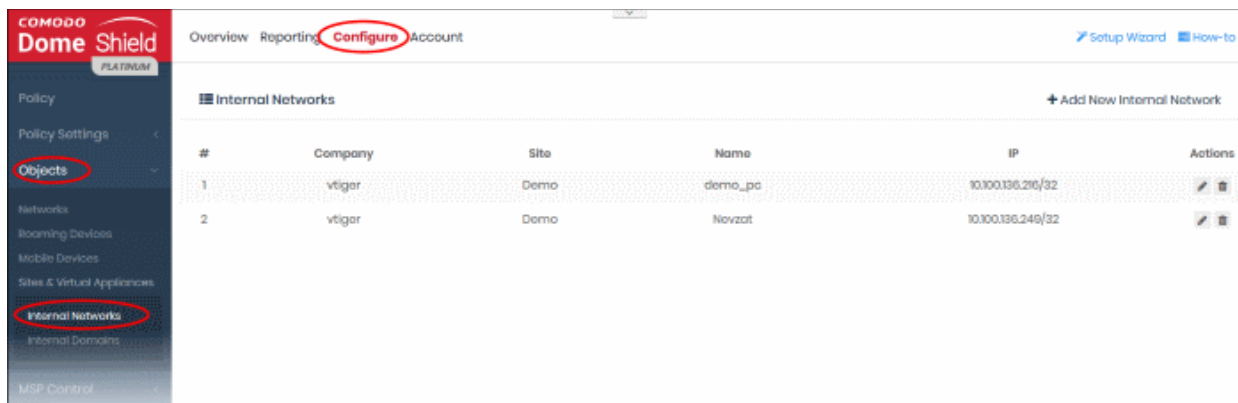 COMODO
Dome Shield
PLATINUM
Overview Reporting Configure Account
Setup Wizard How-to
Policy
Policy Settings
Objects
Networks
Roaming Devices
Mobile Devices
Sites & Virtual Appliances
Internal Networks
Internal Domains
MSP Control
Internal Networks
Add New Internal Network
# Company Site Name IP Actions
1 vtiger Demo demo_pc 10.100.136.216/32
2 vtiger Demo Nevzat 10.100.136.249/32